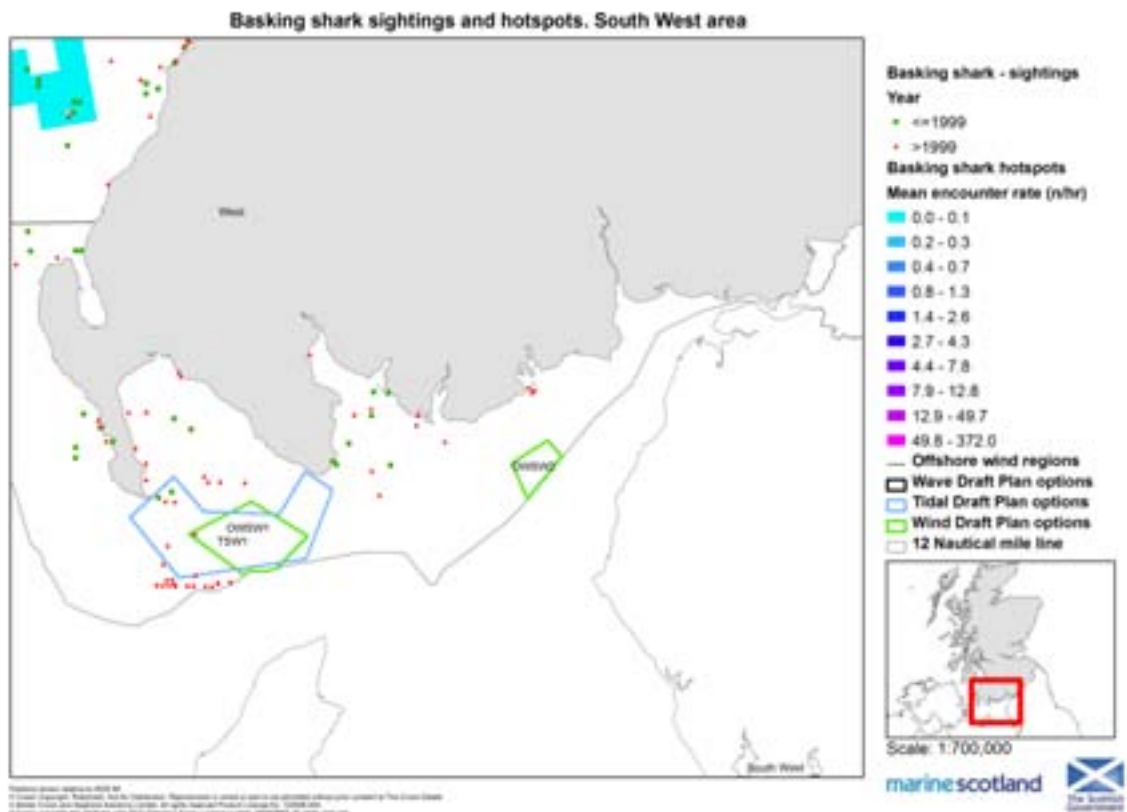 Basking shark sightings and hotspots. South West area
West
OWSW2
OWSW1
TSW1
South West
Basking shark - sightings
Year
<=1999
>1999
Basking shark hotspots
Mean encounter rate (n/hr)
0.0 - 0.1
0.2 - 0.3
0.4 - 0.7
0.8 - 1.3
1.4 - 2.6
2.7 - 4.3
4.4 - 7.8
7.9 - 12.8
12.9 - 49.7
49.8 - 372.0
Offshore wind regions
Wave Draft Plan options
Tidal Draft Plan options
Wind Draft Plan options
12 Nautical mile line
Scale: 1:700,000
marinescotland
The Scottish
Government